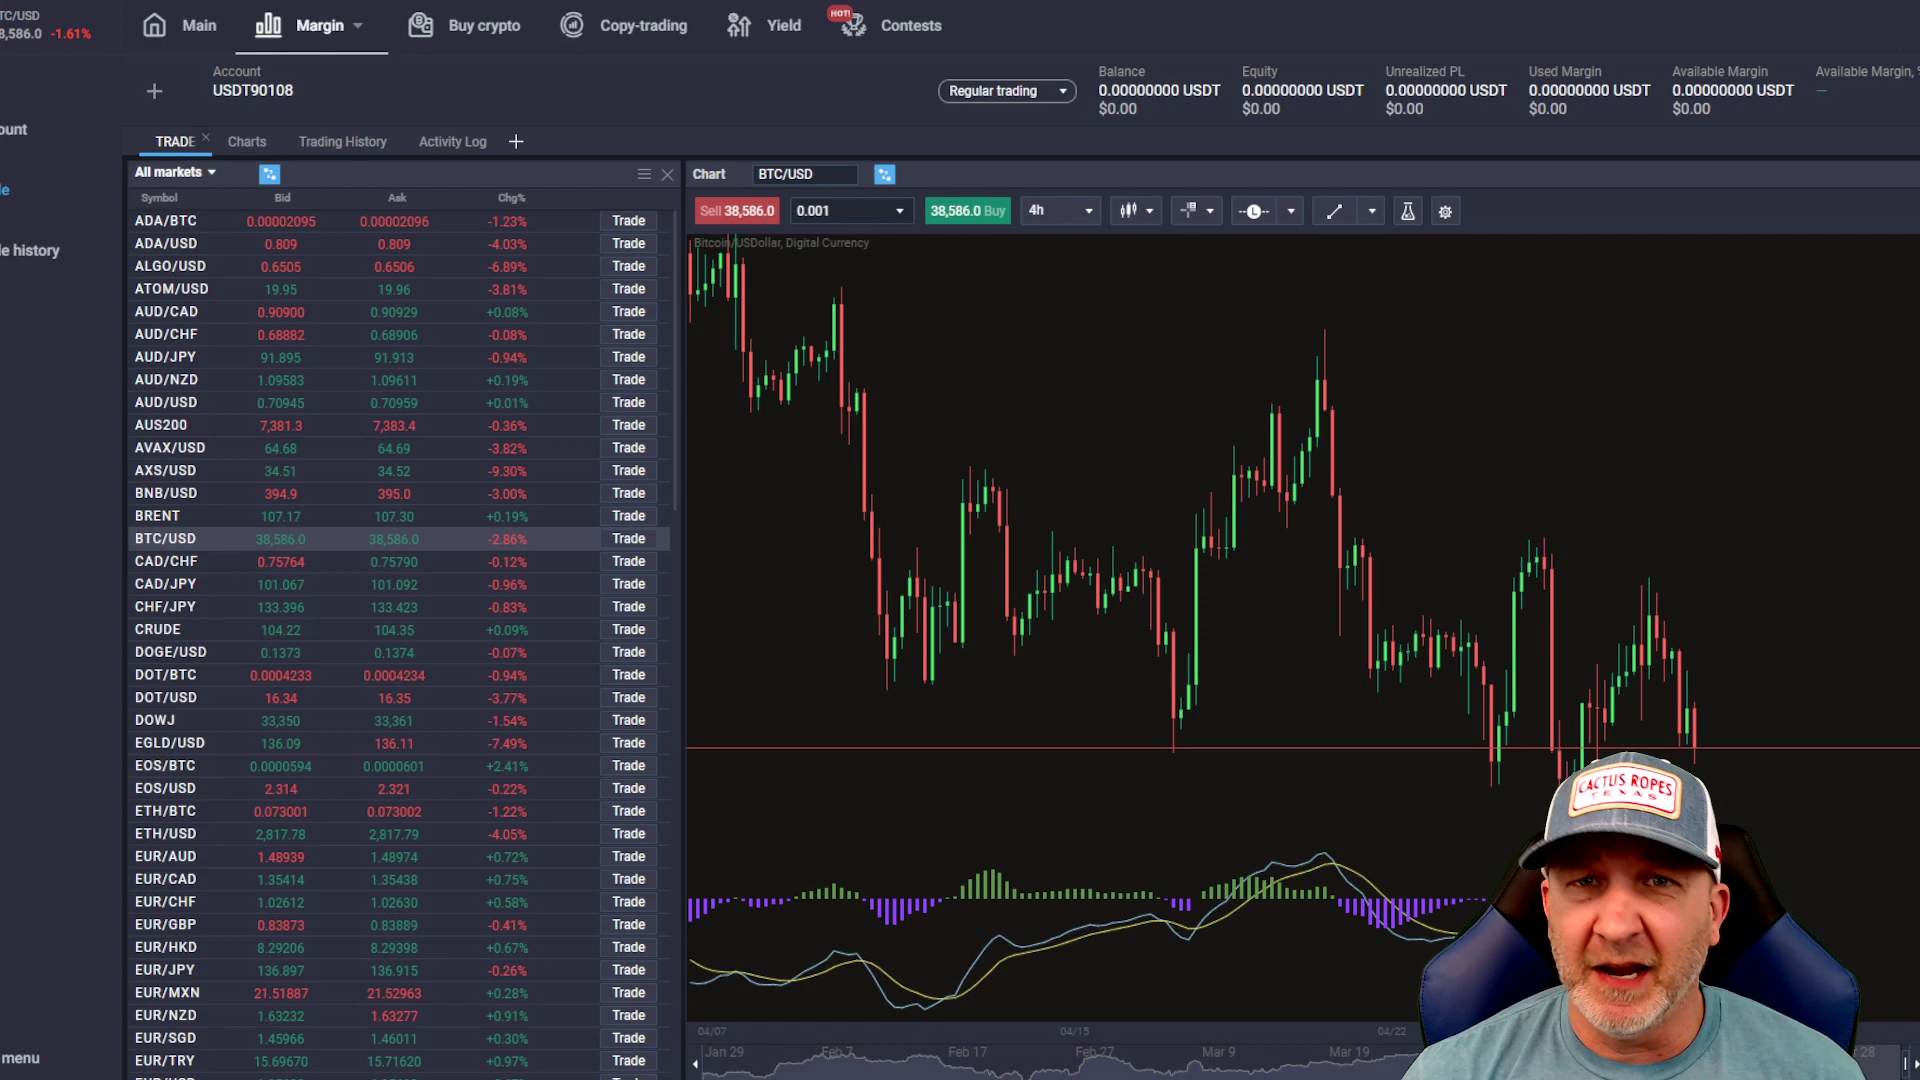 TC/USD
8,586.0 -1.61%
Main
Margin
Buy crypto
Copy-trading
Yield
HOT!
Contests
Account
USDT90108
Regular trading
Balance
0.00000000 USDT
$0.00
Equity
0.00000000 USDT
$0.00
Unrealized PL
0.00000000 USDT
$0.00
Used Margin
0.00000000 USDT
$0.00
Available Margin
0.00000000 USDT
$0.00
Available Margin,
ount
le
le history
menu
TRADE Charts Trading History Activity Log
All markets
Symbol Bid Ask Chg%
ADA/BTC 0.00002095 0.00002096 -1.23% Trade
ADA/USD 0.809 0.809 -4.03% Trade
ALGO/USD 0.6505 0.6506 -6.89% Trade
ATOM/USD 19.95 19.96 -3.81% Trade
AUD/CAD 0.90900 0.90929 +0.08% Trade
AUD/CHF 0.68882 0.68906 -0.08% Trade
AUD/JPY 91.895 91.913 -0.94% Trade
AUD/NZD 1.09583 1.09611 +0.19% Trade
AUD/USD 0.70945 0.70959 +0.01% Trade
AUS200 7,381.3 7,383.4 -0.36% Trade
AVAX/USD 64.68 64.69 -3.82% Trade
AXS/USD 34.51 34.52 -9.30% Trade
BNB/USD 394.9 395.0 -3.00% Trade
BRENT 107.17 107.30 +0.19% Trade
BTC/USD 38,586.0 38,586.0 -2.86% Trade
CAD/CHF 0.75764 0.75790 -0.12% Trade
CAD/JPY 101.067 101.092 -0.96% Trade
CHF/JPY 133.396 133.423 -0.83% Trade
CRUDE 104.22 104.35 +0.09% Trade
DOGE/USD 0.1373 0.1374 -0.07% Trade
DOT/BTC 0.0004233 0.0004234 -0.94% Trade
DOT/USD 16.34 16.35 -3.77% Trade
DOWJ 33,350 33,361 -1.54% Trade
EGLD/USD 136.09 136.11 -7.49% Trade
EOS/BTC 0.0000594 0.0000601 +2.41% Trade
EOS/USD 2.314 2.321 -0.22% Trade
ETH/BTC 0.073001 0.073002 -1.22% Trade
ETH/USD 2,817.78 2,817.79 -4.05% Trade
EUR/AUD 1.48939 1.48974 +0.72% Trade
EUR/CAD 1.35414 1.35438 +0.75% Trade
EUR/CHF 1.02612 1.02630 +0.58% Trade
EUR/GBP 0.83873 0.83889 -0.41% Trade
EUR/HKD 8.29206 8.29398 +0.67% Trade
EUR/JPY 136.897 136.915 -0.26% Trade
EUR/MXN 21.51887 21.52963 +0.28% Trade
EUR/NZD 1.63232 1.63277 +0.91% Trade
EUR/SGD 1.45966 1.46011 +0.30% Trade
EUR/TRY 15.69670 15.71620 +0.97% Trade
Chart BTC/USD
Sell 38,586.0 0.001 38,586.0 Buy 4h L
Bitcoin/USDollar, Digital Currency
CACTUS ROPES
TEXAS
04/07 04/15 04/22
Jan 29 Feb 7 Feb 17 Feb 27 Mar 9 Mar 19 28